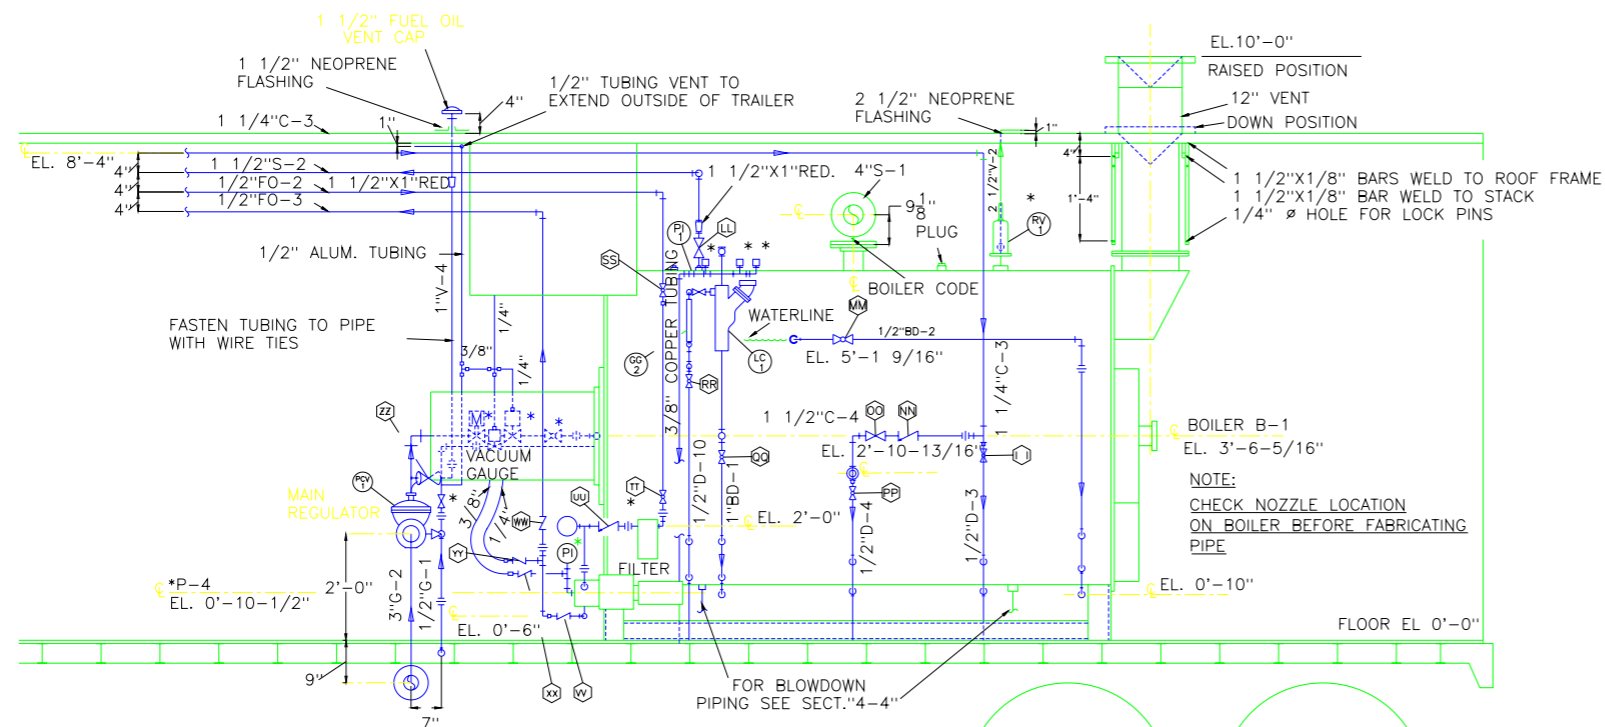 1 1/2" FUEL OIL
VENT CAP
1 1/2" NEOPRENE
FLASHING
4"
1/2" TUBING VENT TO
EXTEND OUTSIDE OF TRAILER
2 1/2" NEOPRENE
FLASHING
1"
EL.10'-0"
RAISED POSITION
12" VENT
DOWN POSITION
1 1/4"C-3
1"
EL. 8'-4"
1 1/2"S-2
4"
1/2"FO-2
1 1/2"X1"RED
4"
1/2"FO-3
4"
1 1/2"X1"RED.
4"S-1
9 1/8
PLUG
2 1/2"V-2
*
RV
1
4"
1'-4"
1 1/2"X1/8" BARS WELD TO ROOF FRAME
1 1/2"X1/8" BAR WELD TO STACK
1/4" ø HOLE FOR LOCK PINS
1/2" ALUM. TUBING
1"V-4
PI
1
LL
* * *
SS
BOILER CODE
FASTEN TUBING TO PIPE
WITH WIRE TIES
1/4"
3/8"
1/4"
3/8" COPPER TUBING
GG
2
WATERLINE
LC
1
MM
1/2"BD-2
EL. 5'-1 9/16"
1 1/4"C-3
RR
ZZ
M
* *
1 1/2"C-4
OO
NN
EL. 2'-10-13/16"
BOILER B-1
EL. 3'-6-5/16"
VACUUM
GAUGE
PCV
1
MAIN
REGULATOR
*
3/8"
1/4"
WW
UU
TT
*
1/2"D-10
1"BD-1
QQ
II
PP
1/2"D-4
1/2"D-3
EL. 2'-0"
NOTE:
CHECK NOZZLE LOCATION
ON BOILER BEFORE FABRICATING
PIPE
YY
PI
*
FILTER
*P-4
EL. 0'-10-1/2"
2'-0"
3"G-2
1/2"G-1
EL. 0'-6"
EL. 0'-10"
FLOOR EL 0'-0"
9"
7"
XX
VV
FOR BLOWDOWN
PIPING SEE SECT."4-4"